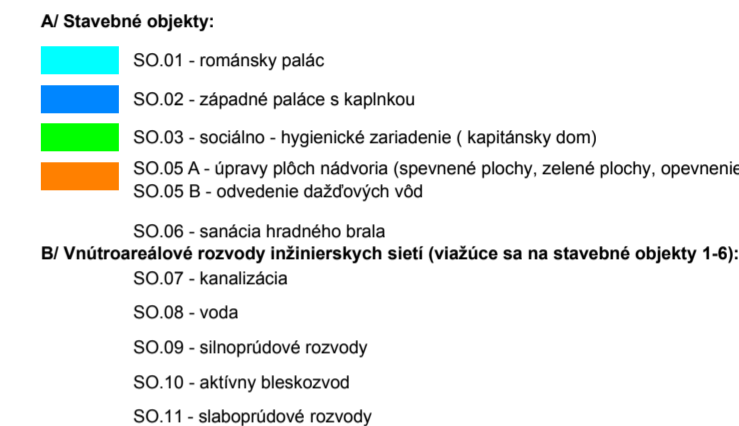 A/ Stavebné objekty:
SO.01 - románsky palác
SO.02 - západné paláce s kaplnkou
SO.03 - sociálno - hygienické zariadenie ( kapitánsky dom)
SO.05 A - úpravy plôch nádvoria (spevnené plochy, zelené plochy, opevnenie
SO.05 B - odvedenie dažďových vôd
SO.06 - sanácia hradného brala
B/ Vnútroareálové rozvody inžinierskych sietí (viažúce sa na stavebné objekty 1-6):
SO.07 - kanalizácia
SO.08 - voda
SO.09 - silnoprúdové rozvody
SO.10 - aktívny bleskozvod
SO.11 - slaboprúdové rozvody